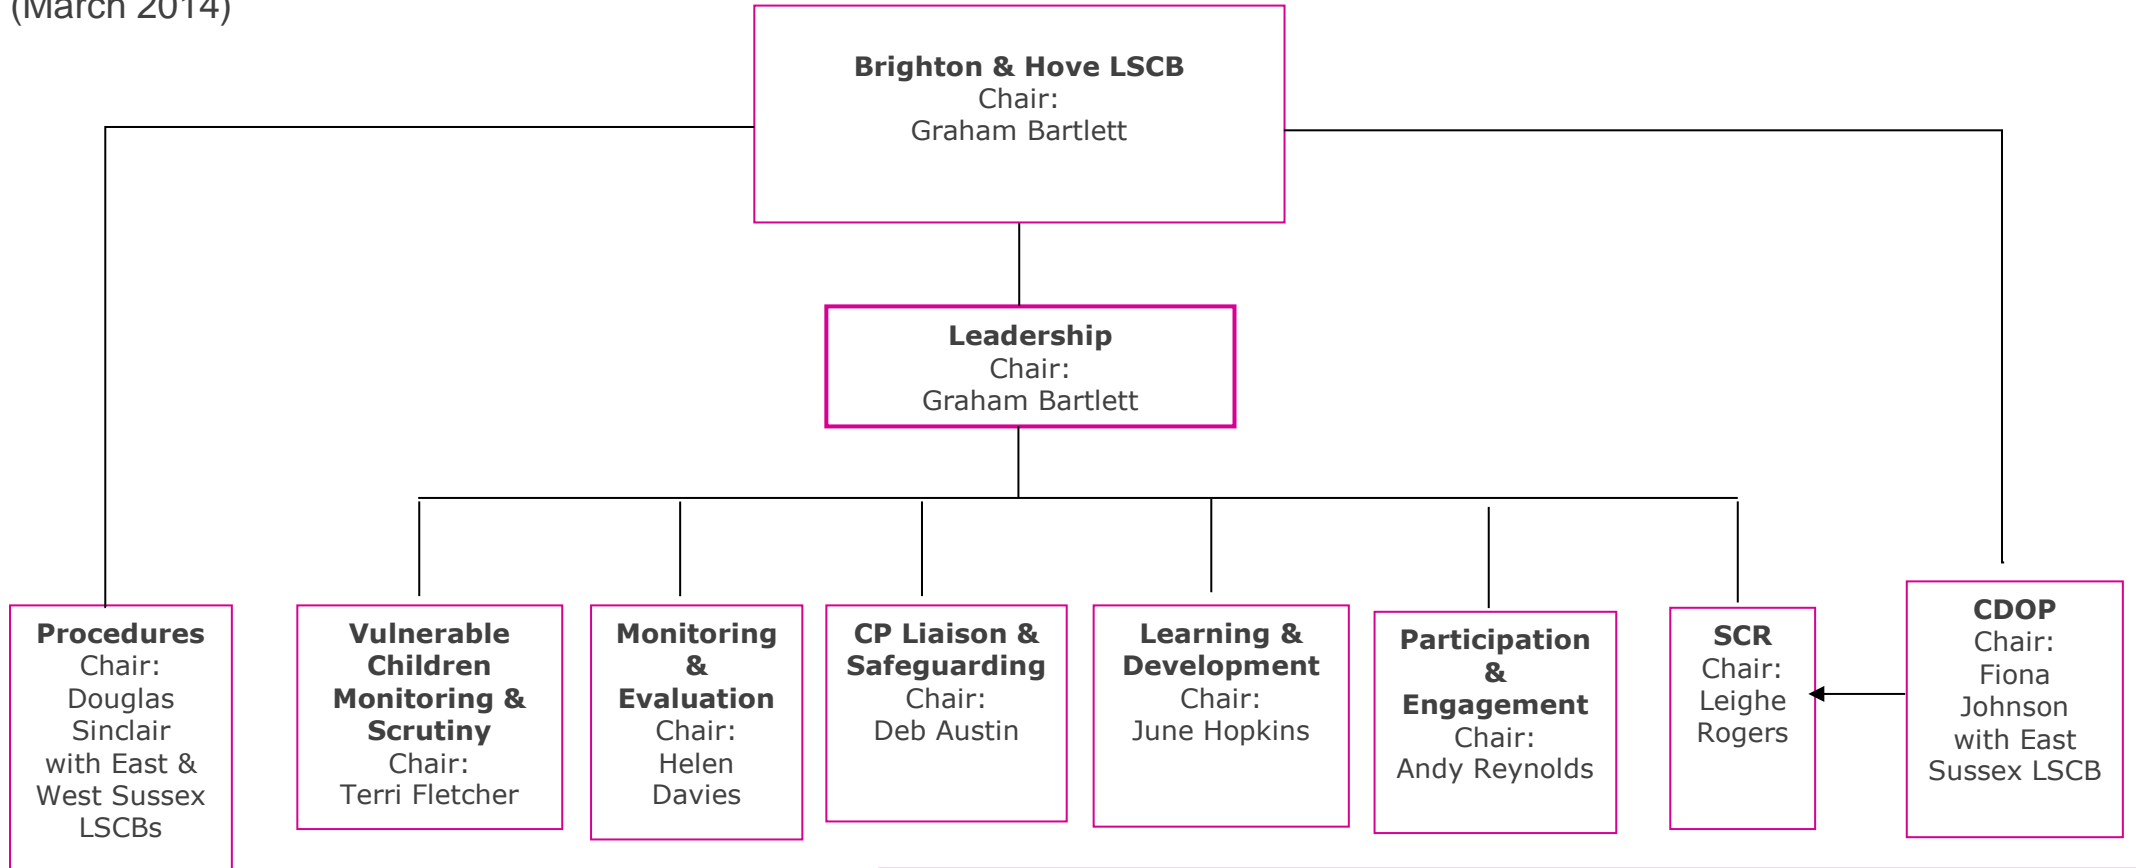 (March 2014)
Brighton & Hove LSCB
Chair:
Graham Bartlett
Leadership
Chair:
Graham Bartlett
Procedures
Chair:
Douglas
Sinclair
with East &
West Sussex
LSCBs
Vulnerable
Children
Monitoring &
Scrutiny
Chair:
Terri Fletcher
Monitoring
&
Evaluation
Chair:
Helen
Davies
CP Liaison &
Safeguarding
Chair:
Deb Austin
Learning &
Development
Chair:
June Hopkins
Participation
&
Engagement
Chair:
Andy Reynolds
SCR
Chair:
Leighe
Rogers
CDOP
Chair:
Fiona
Johnson
with East
Sussex LSCB